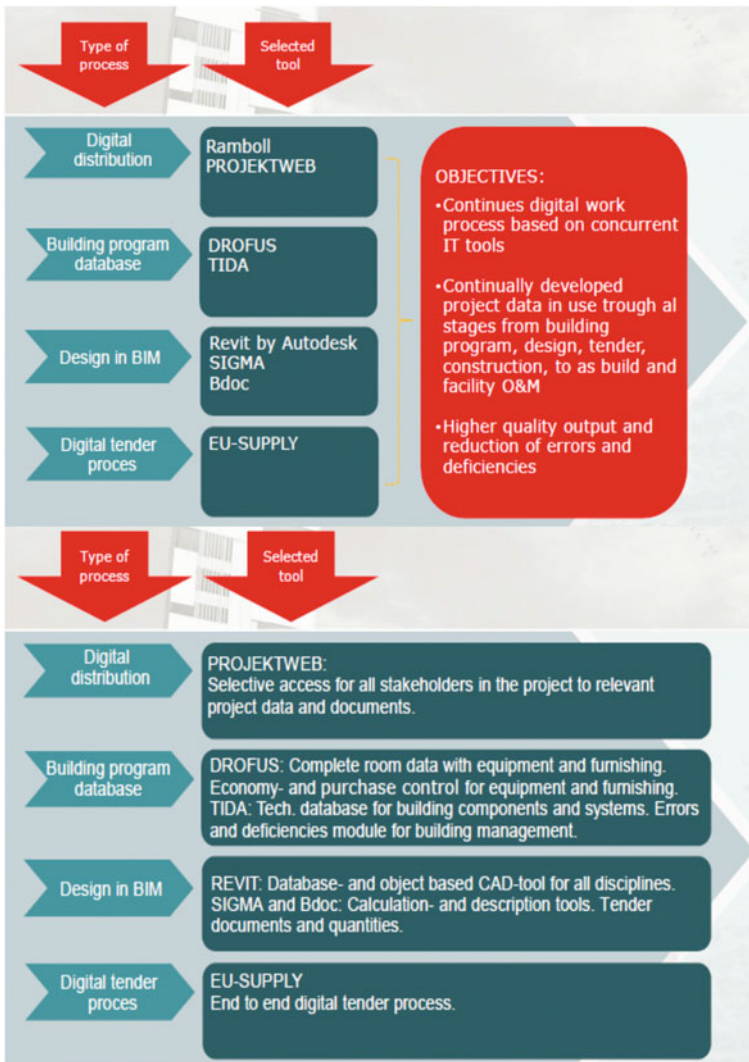 Type of
process
Selected
tool
Digital
distribution
Ramboll
PROJEKTWEB
Building program
database
DROFUS
TIDA
Design in BIM
Revit by Autodesk
SIGMA
Bdoc
Digital tender
proces
EU-SUPPLY
OBJECTIVES:
•Continues digital work
process based on concurrent
IT tools
•Continually developed
project data in use trough al
stages from building
program, design, tender,
construction, to as build and
facility O&M
•Higher quality output and
reduction of errors and
deficiencies
Type of
process
Selected
tool
Digital
distribution
PROJEKTWEB:
Selective access for all stakeholders in the project to relevant
project data and documents.
Building program
database
DROFUS: Complete room data with equipment and furnishing.
Economy- and purchase control for equipment and furnishing.
TIDA: Tech. database for building components and systems. Errors
and deficiencies module for building management.
Design in BIM
REVIT: Database- and object based CAD-tool for all disciplines.
SIGMA and Bdoc: Calculation- and description tools. Tender
documents and quantities.
Digital tender
proces
EU-SUPPLY
End to end digital tender process.